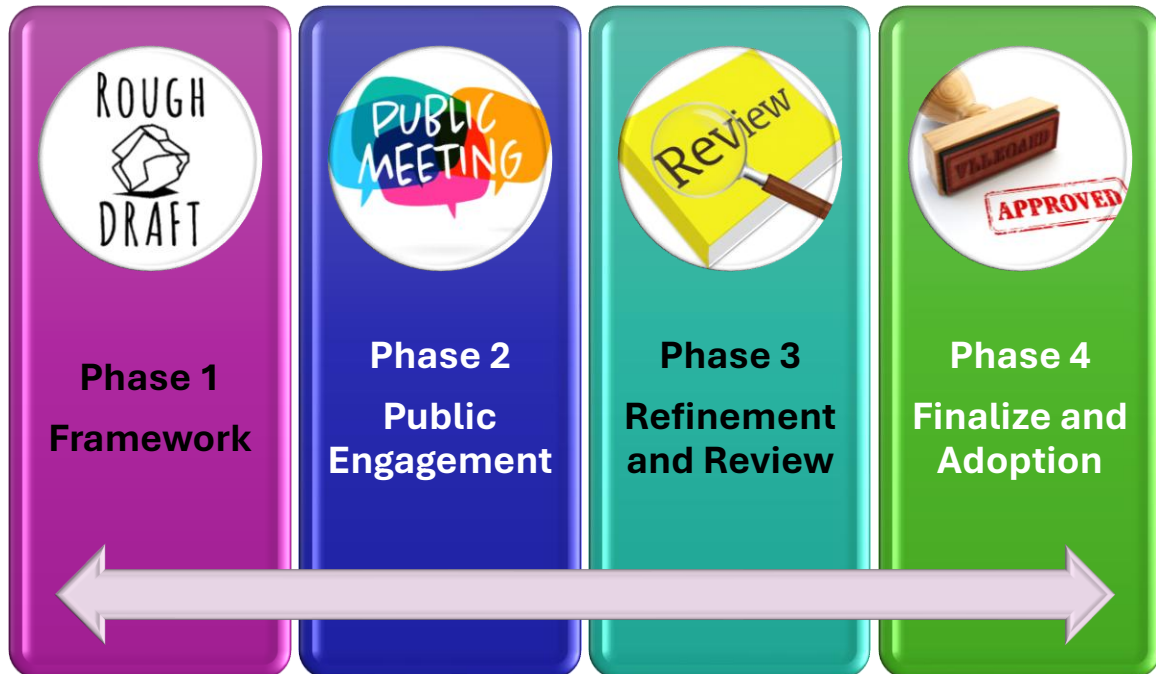 ROUGH
DRAFT
Phase 1
Framework
PUBLIC
MEETING
Phase 2
Public
Engagement
Review
Phase 3
Refinement
and Review
APPROVED
Phase 4
Finalize and
Adoption